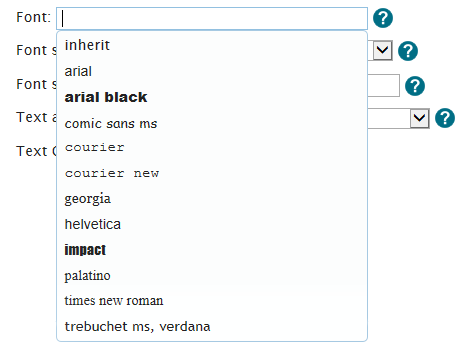 Font:
inherit
Font s
arial
Font s
arial black
comic sans ms
Text a
courier
Text
courier new
georgia
helvetica
impact
palatino
times new roman
trebuchet ms, verdana